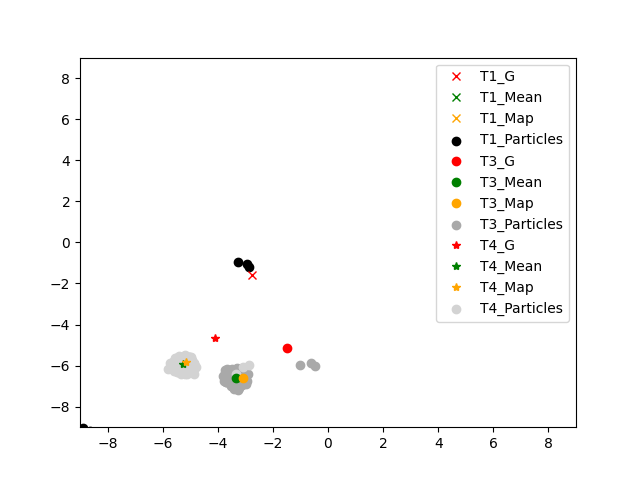 8
6
4
2
0
−2
−4
−6
−8
−8 −6 −4 −2 0 2 4 6 8
T1_G
T1_Mean
T1_Map
T1_Particles
T3_G
T3_Mean
T3_Map
T3_Particles
T4_G
T4_Mean
T4_Map
T4_Particles